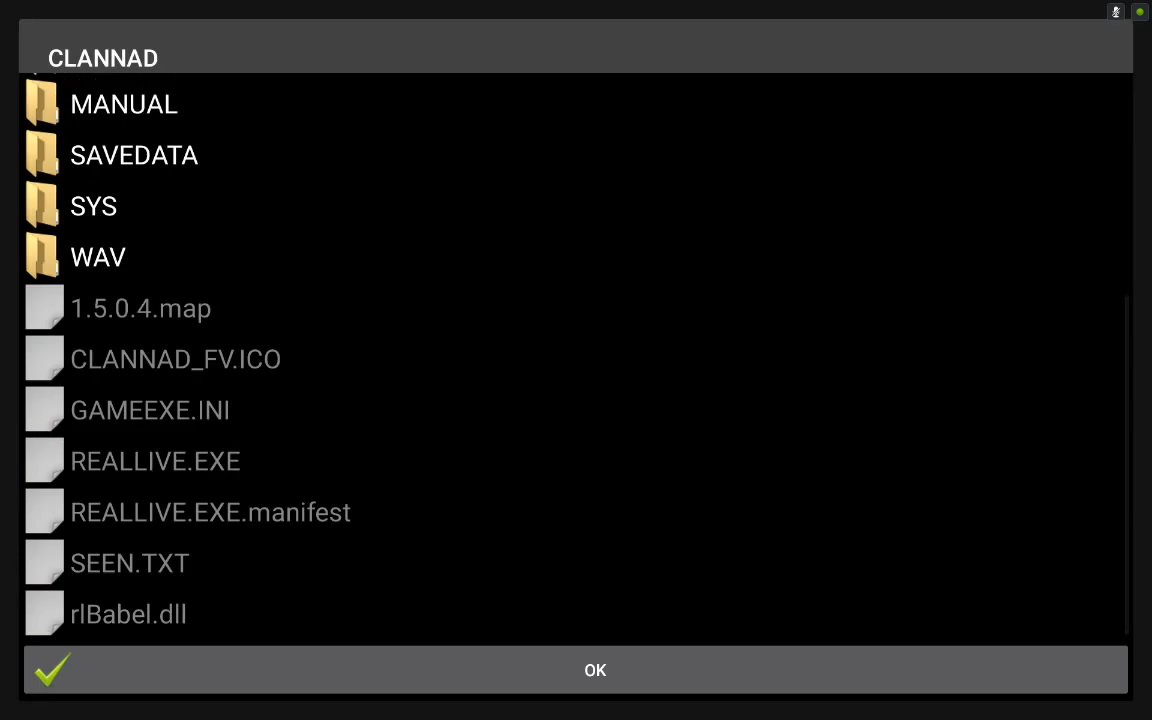 CLANNAD
MANUAL
SAVEDATA
SYS
WAV
1.5.0.4.map
CLANNAD_FV.ICO
GAMEEXE.INI
REALLIVE.EXE
REALLIVE.EXE.manifest
SEEN.TXT
rlBabel.dll
OK